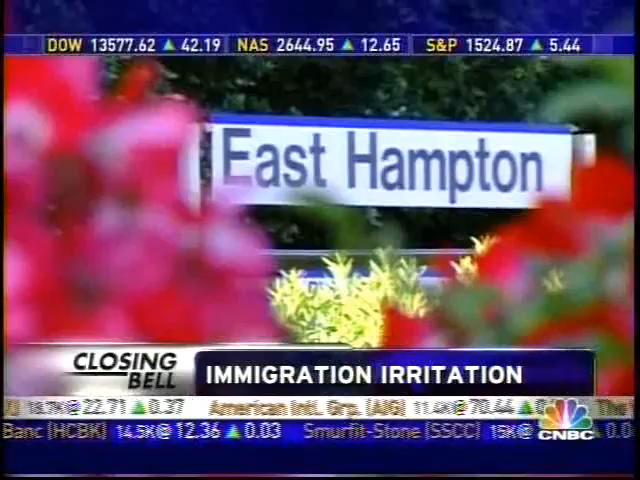 DOW 13577.62 ▲ 42.19 NAS 2644.95 ▲ 12.65 S&P 1524.87 ▲ 5.44
East Hampton
CLOSING
BELL
IMMIGRATION IRRITATION
@22.71 ▲0.37 American Intl. Grp. (AIG) @70.44 ▲
Banc (HCBK) 14.5K@ 12.36 ▲ 0.03 Smurfit-Stone (SSCC) 15K@
CNBC